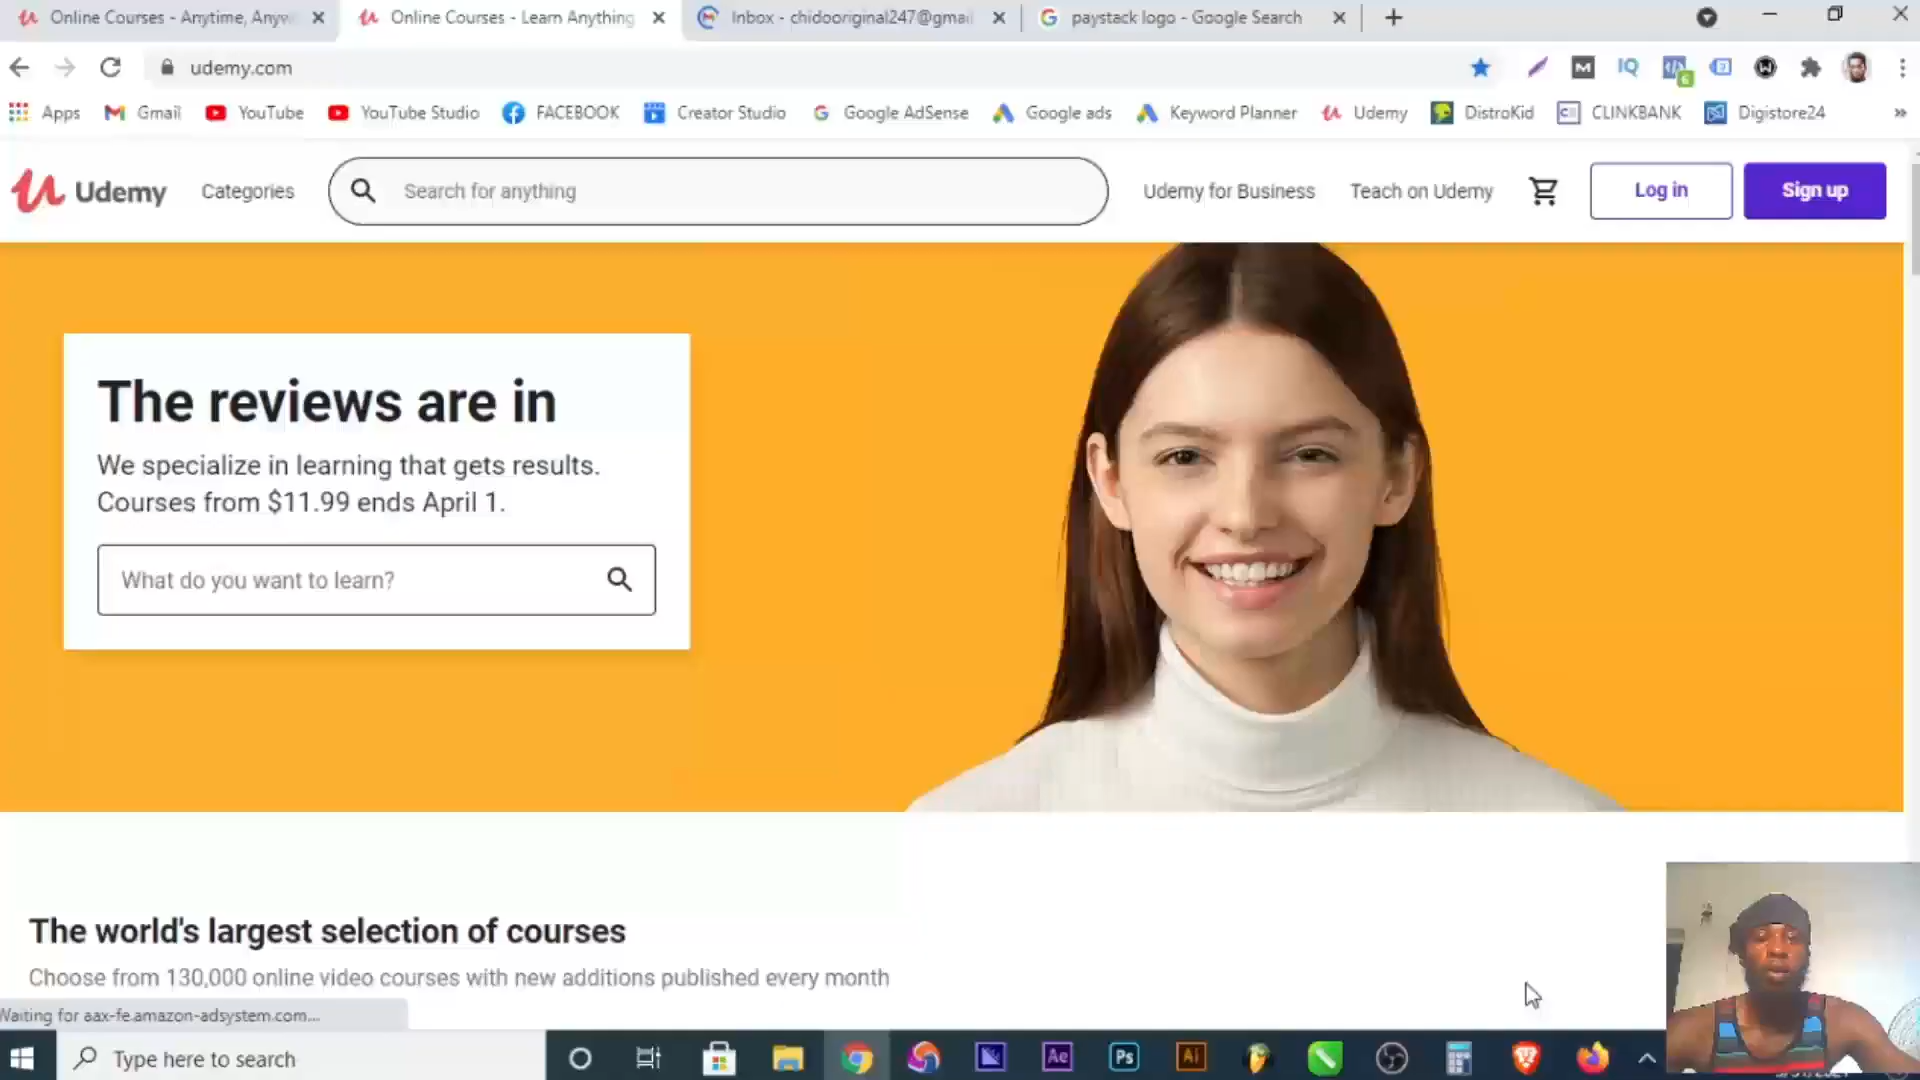 Online Courses - Anytime, Anyw
Online Courses - Learn Anything
Inbox - chidooriginal247@gmai
paystack logo - Google Search
udemy.com
IQ
6
Apps
Gmail
YouTube
YouTube Studio
FACEBOOK
Creator Studio
Google AdSense
Google ads
Keyword Planner
Udemy
DistroKid
CLINKBANK
Digistore24
»
Udemy
Categories
Search for anything
Udemy for Business
Teach on Udemy
Log in
Sign up
The reviews are in
We specialize in learning that gets results.
Courses from $11.99 ends April 1.
What do you want to learn?
The world's largest selection of courses
Choose from 130,000 online video courses with new additions published every month
Waiting for aax-fe.amazon-adsystem.com...
Type here to search
Ae
Ps
Ai